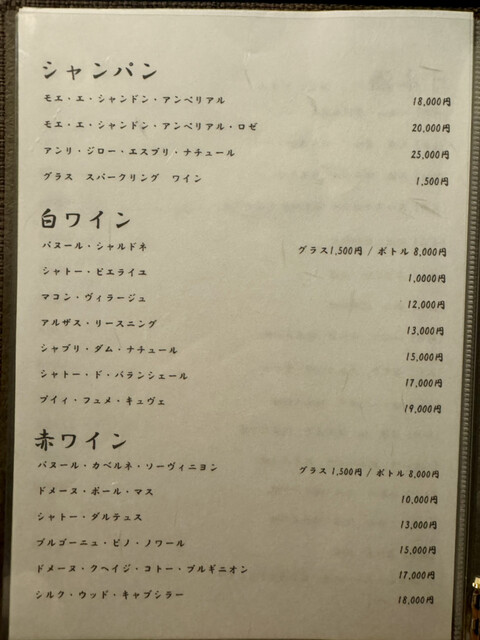 シャンパン
モエ・エ・シャンドン・アンペリアル 18,000円
モエ・エ・シャンドン・アンペリアル・ロゼ 20,000円
アンリ・ジロー・エスプリ・ナチュール 25,000円
グラス スパークリング ワイン 1,500円
白ワイン
バヌール・シャルドネ グラス1,500円 / ボトル 8,000円
シャトー・ピエライユ 1,0000円
マコン・ヴィラージュ 12,000円
アルザス・リースニング 13,000円
シャブリ・ダム・ナチュール 15,000円
シャトー・ド・パランシェール 17,000円
プイィ・フュメ・キュヴェ 19,000円
赤ワイン
バヌール・カベルネ・ソーヴィニヨン グラス 1,500円 / ボトル 8,000円
ドメーヌ・ポール・マス 10,000円
シャトー・ダルテュス 13,000円
ブルゴーニュ・ピノ・ノワール 15,000円
ドメーヌ・クヘイジ・コトー・ブルギニオン 17,000円
シルク・ウッド・キャプシラー 18,000円